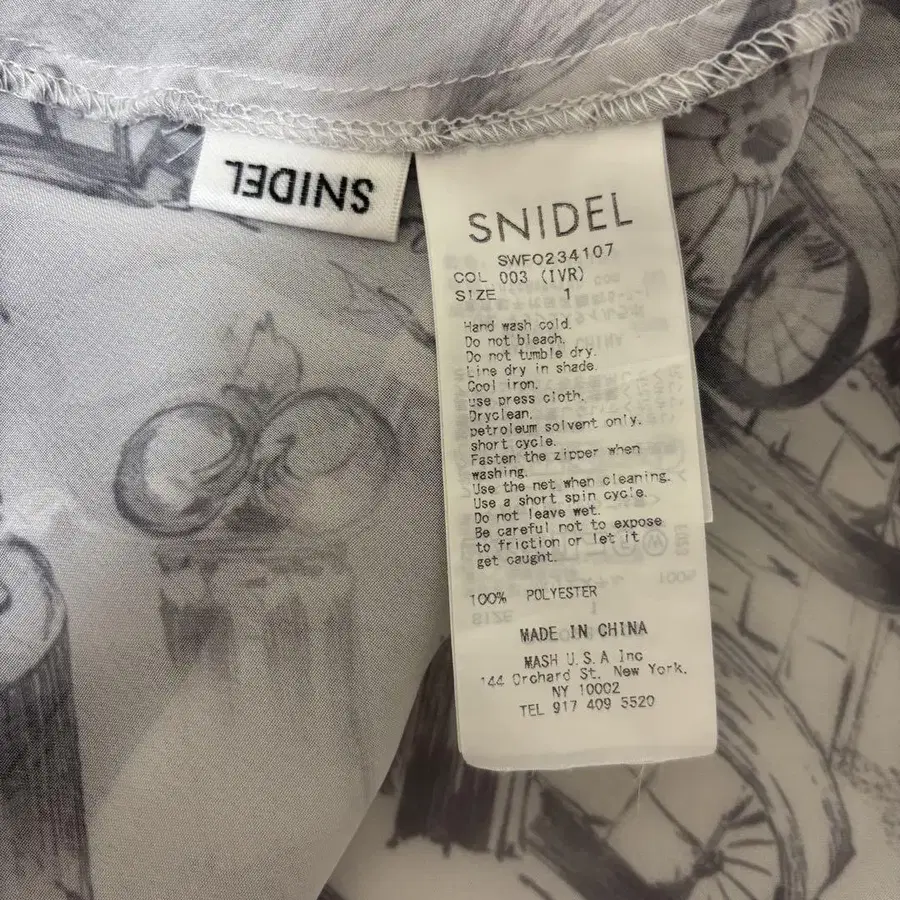 SNIDEL
SNIDEL
SWFO234107
COL 003 (IVR)
SIZE 1
Hand wash cold.
Do not bleach.
Do not tumble dry.
Line dry in shade.
Cool iron.
use press cloth.
Dryclean.
petroleum solvent only.
short cycle.
Fasten the zipper when
washing.
Use the net when cleaning.
Use a short spin cycle.
Do not leave wet.
Be careful not to expose
to friction or let it
get caught.
100% POLYESTER
MADE IN CHINA
MASH U.S.A Inc
144 Orchard St. New York.
NY 10002
TEL 917 409 5520